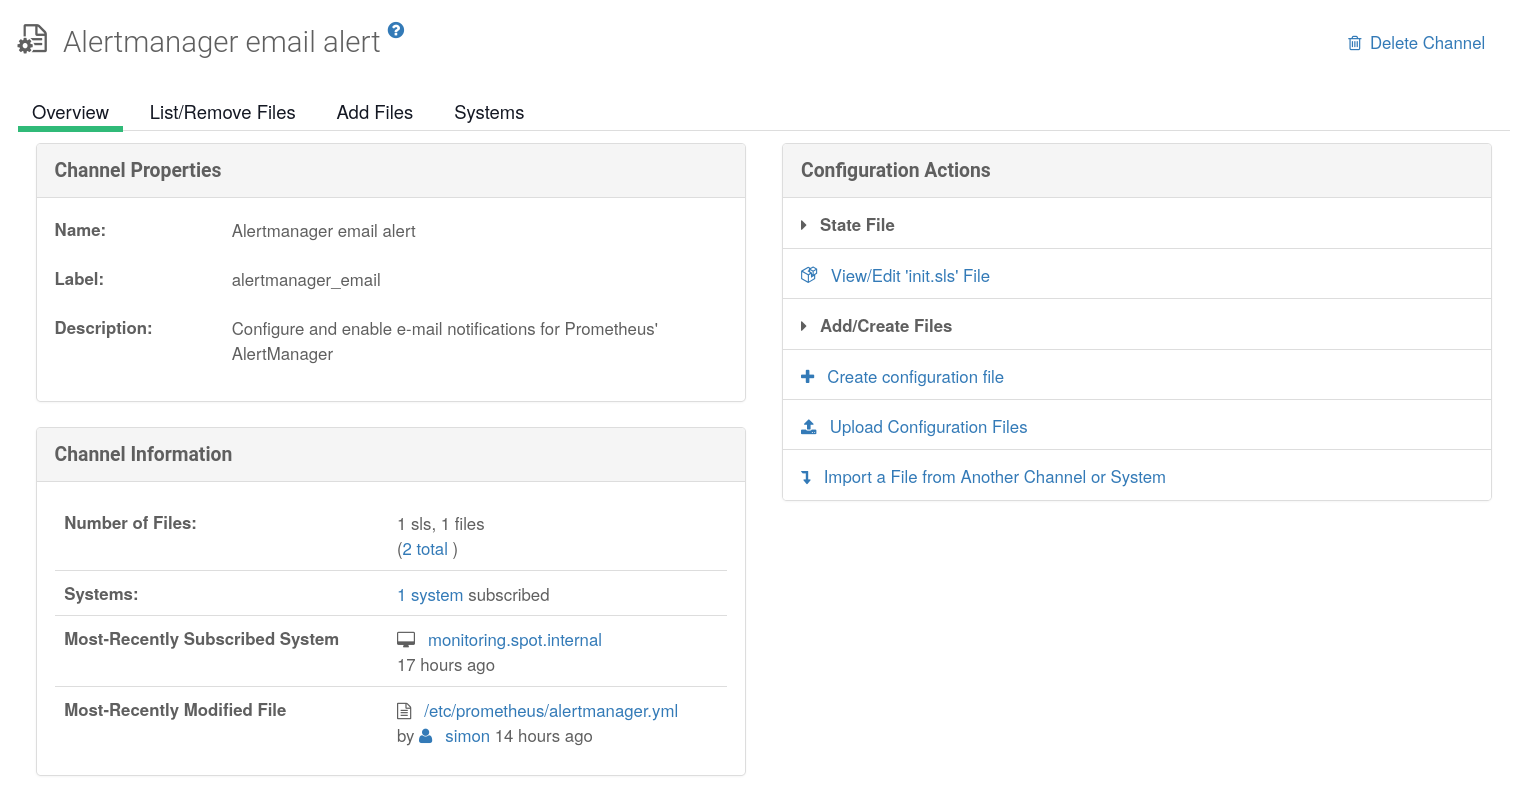 Alertmanager email alert ?
Delete Channel
Overview List/Remove Files Add Files Systems
Channel Properties
Name: Alertmanager email alert
Label: alertmanager_email
Description: Configure and enable e-mail notifications for Prometheus'
AlertManager
Channel Information
Number of Files: 1 sls, 1 files
(2 total )
Systems: 1 system subscribed
Most-Recently Subscribed System monitoring.spot.internal
17 hours ago
Most-Recently Modified File /etc/prometheus/alertmanager.yml
by simon 14 hours ago
Configuration Actions
State File
View/Edit 'init.sls' File
Add/Create Files
Create configuration file
Upload Configuration Files
Import a File from Another Channel or System